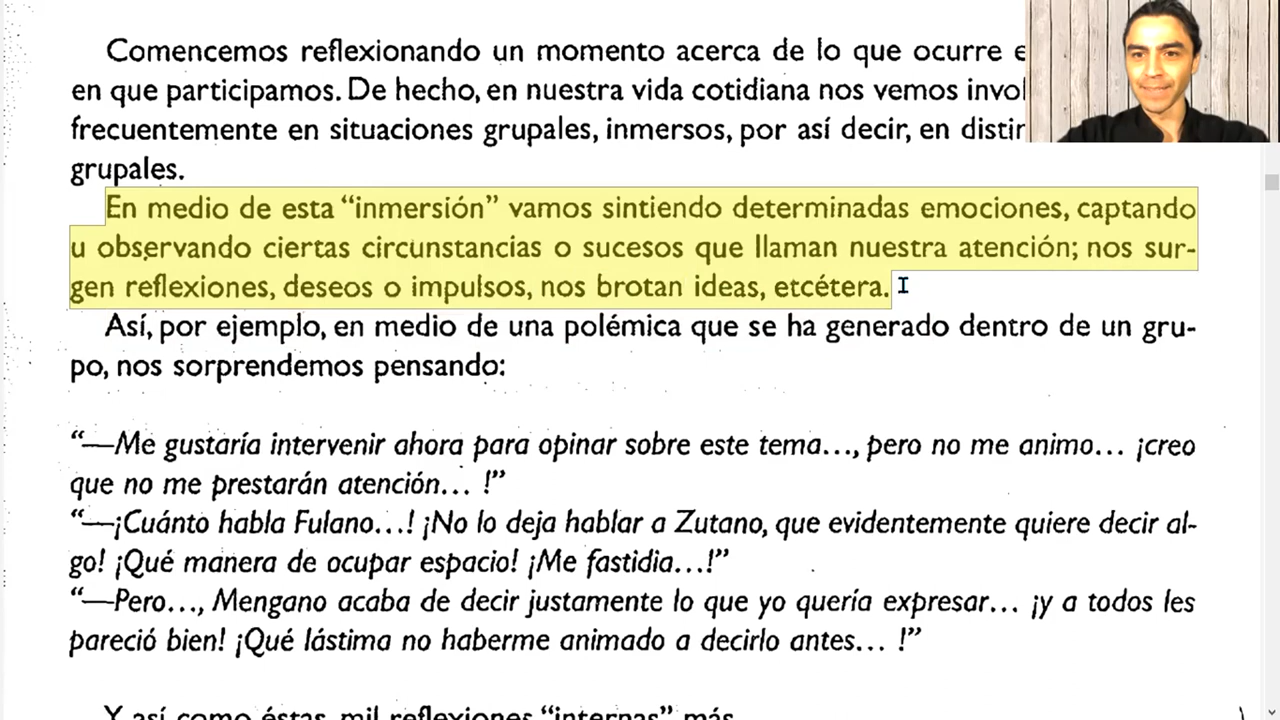 Comencemos reflexionando un momento acerca de lo que ocurre
en que participamos. De hecho, en nuestra vida cotidiana nos vemos
frecuentemente en situaciones grupales, inmersos, por así decir, en
grupales.
En medio de esta “inmersión” vamos sintiendo determinadas emociones, captando
u observando ciertas circunstancias o sucesos que llaman nuestra atención; nos sur-
gen reflexiones, deseos o impulsos, nos brotan ideas, etcétera.
Así, por ejemplo, en medio de una polémica que se ha generado dentro de un gru-
po, nos sorprendemos pensando:
“—Me gustaría intervenir ahora para opinar sobre este tema..., pero no me animo... ¡creo
que no me prestarán atención... !”
“—¡Cuánto habla Fulano...! ¡No lo deja hablar a Zutano, que evidentemente quiere decir al-
go! ¡Qué manera de ocupar espacio! ¡Me fastidia...!”
“—Pero..., Mengano acaba de decir justamente lo que yo quería expresar... ¡y a todos les
pareció bien! ¡Qué lástima no haberme animado a decirlo antes... !”
Y así como éstas, mil reflexiones “internas” más